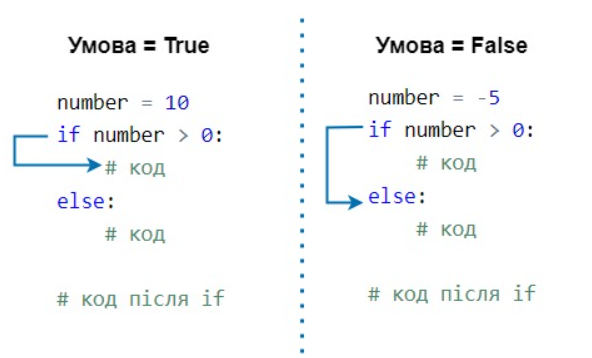 Умова = True
number = 10
if number > 0:
# код
else:
# код
# код після if
Умова = False
number = -5
if number > 0:
# код
else:
# код
# код після if